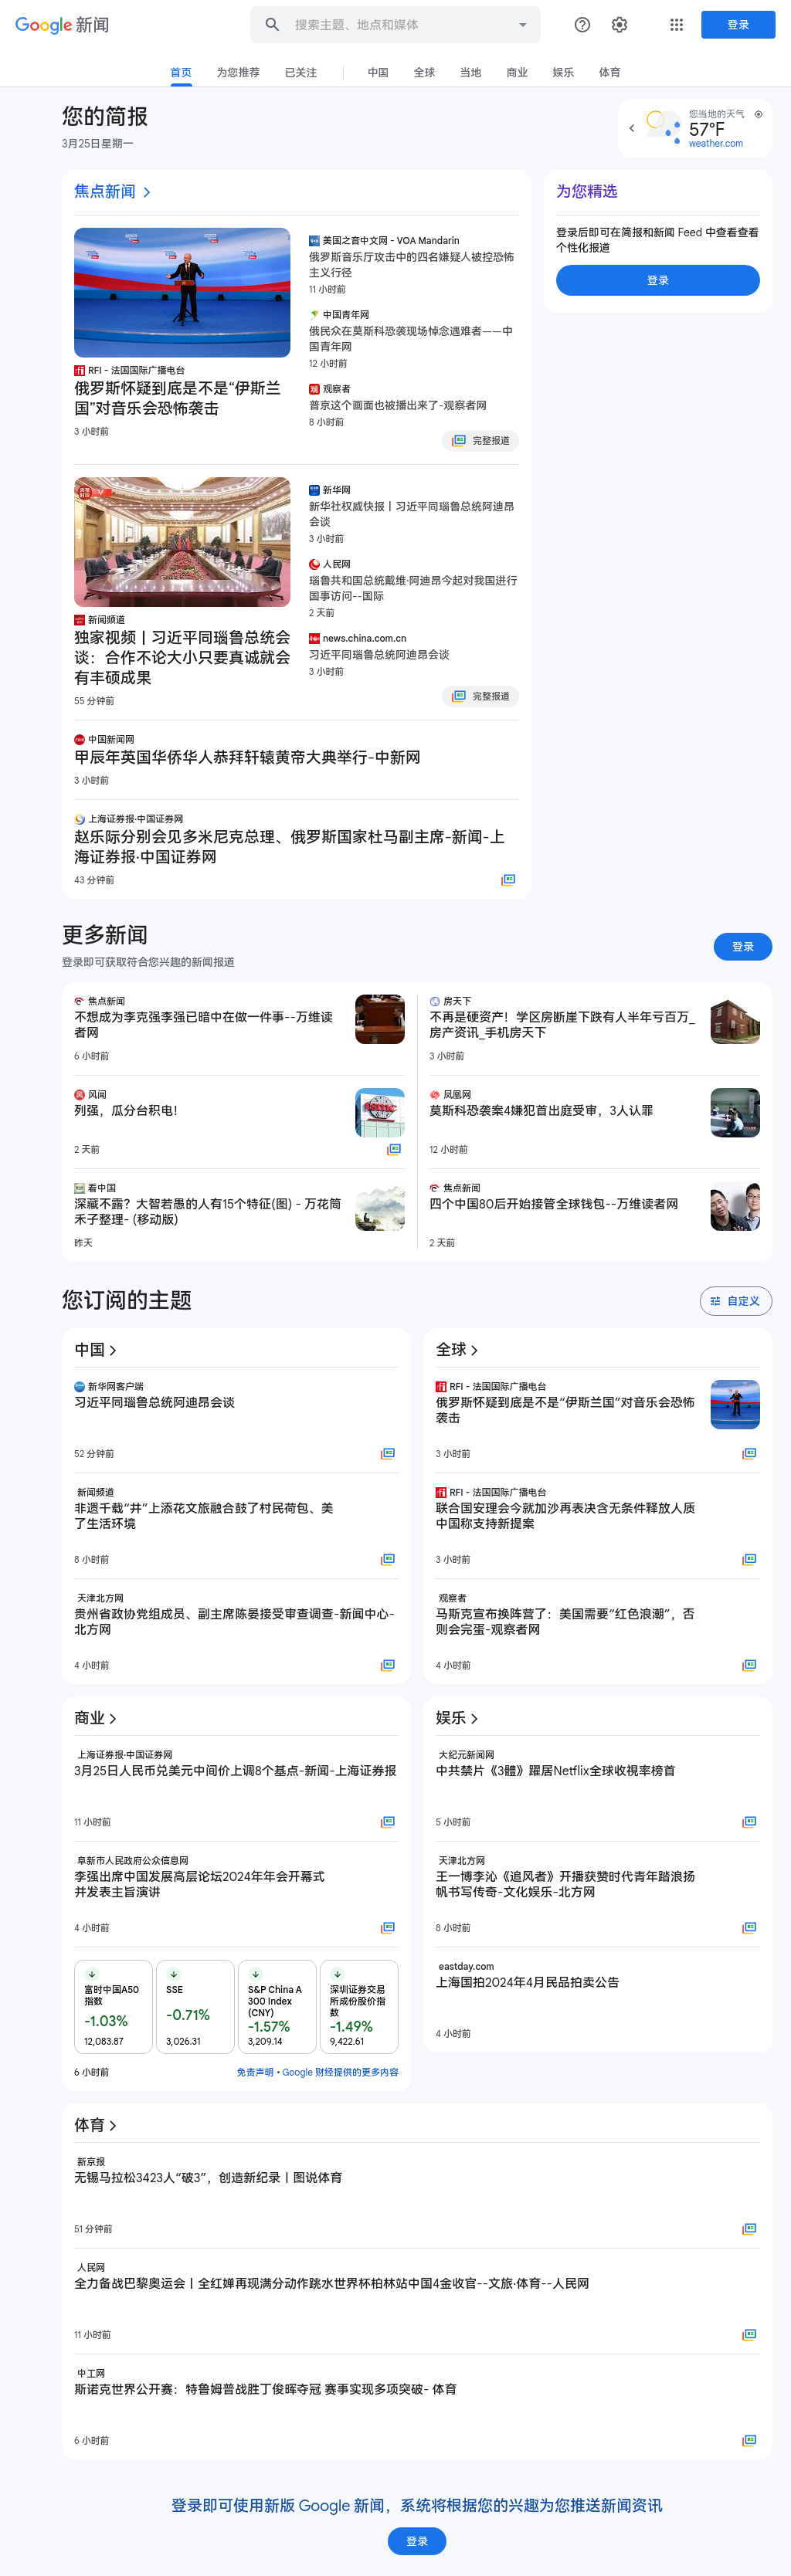 Google 新闻
搜索主题、地点和媒体
登录
首页
为您推荐
已关注
中国
全球
当地
商业
娱乐
体育
您的简报
3月25日星期一
您当地的天气
57°F
weather.com
焦点新闻
RFI - 法国国际广播电台
俄罗斯怀疑到底是不是“伊斯兰
国”对音乐会恐怖袭击
3 小时前
美国之音中文网 - VOA Mandarin
俄罗斯音乐厅攻击中的四名嫌疑人被控恐怖
主义行径
11 小时前
中国青年网
俄民众在莫斯科恐袭现场悼念遇难者——中
国青年网
12 小时前
观察者
普京这个画面也被播出来了-观察者网
8 小时前
完整报道
新闻频道
独家视频丨习近平同瑙鲁总统会
谈：合作不论大小只要真诚就会
有丰硕成果
55 分钟前
新华网
新华社权威快报丨习近平同瑙鲁总统阿迪昂
会谈
3 小时前
人民网
瑙鲁共和国总统戴维·阿迪昂今起对我国进行
国事访问--国际
2 天前
news.china.com.cn
习近平同瑙鲁总统阿迪昂会谈
3 小时前
完整报道
中国新闻网
甲辰年英国华侨华人恭拜轩辕黄帝大典举行-中新网
3 小时前
上海证券报·中国证券网
赵乐际分别会见多米尼克总理、俄罗斯国家杜马副主席-新闻-上
海证券报·中国证券网
43 分钟前
为您精选
登录后即可在简报和新闻 Feed 中查看查看
个性化报道
登录
更多新闻
登录即可获取符合您兴趣的新闻报道
登录
焦点新闻
不想成为李克强李强已暗中在做一件事--万维读
者网
6 小时前
房天下
不再是硬资产！学区房断崖下跌有人半年亏百万_
房产资讯_手机房天下
3 小时前
风闻
列强，瓜分台积电！
2 天前
凤凰网
莫斯科恐袭案4嫌犯首出庭受审，3人认罪
12 小时前
看中国
深藏不露？大智若愚的人有15个特征(图) - 万花筒
禾子整理- (移动版)
昨天
焦点新闻
四个中国80后开始接管全球钱包--万维读者网
2 天前
您订阅的主题
自定义
中国
新华网客户端
习近平同瑙鲁总统阿迪昂会谈
52 分钟前
新闻频道
非遗千载“井”上添花文旅融合鼓了村民荷包、美
了生活环境
8 小时前
天津北方网
贵州省政协党组成员、副主席陈晏接受审查调查-新闻中心-
北方网
4 小时前
全球
RFI - 法国国际广播电台
俄罗斯怀疑到底是不是“伊斯兰国”对音乐会恐怖
袭击
3 小时前
RFI - 法国国际广播电台
联合国安理会今就加沙再表决含无条件释放人质
中国称支持新提案
3 小时前
观察者
马斯克宣布换阵营了：美国需要“红色浪潮”，否
则会完蛋-观察者网
4 小时前
商业
上海证券报·中国证券网
3月25日人民币兑美元中间价上调8个基点-新闻-上海证券报
11 小时前
阜新市人民政府公众信息网
李强出席中国发展高层论坛2024年年会开幕式
并发表主旨演讲
4 小时前
富时中国A50
指数
-1.03%
12,083.87
SSE
-0.71%
3,026.31
S&P China A
300 Index
(CNY)
-1.57%
3,209.14
深圳证券交易
所成份股价指
数
-1.49%
9,422.61
6 小时前
免责声明 • Google 财经提供的更多内容
娱乐
大纪元新闻网
中共禁片《3體》躍居Netflix全球收視率榜首
5 小时前
天津北方网
王一博李沁《追风者》开播获赞时代青年踏浪扬
帆书写传奇-文化娱乐-北方网
8 小时前
eastday.com
上海国拍2024年4月民品拍卖公告
4 小时前
体育
新京报
无锡马拉松3423人“破3”，创造新纪录丨图说体育
51 分钟前
人民网
全力备战巴黎奥运会丨全红婵再现满分动作跳水世界杯柏林站中国4金收官--文旅·体育--人民网
11 小时前
中工网
斯诺克世界公开赛：特鲁姆普战胜丁俊晖夺冠 赛事实现多项突破- 体育
6 小时前
登录即可使用新版 Google 新闻，系统将根据您的兴趣为您推送新闻资讯
登录